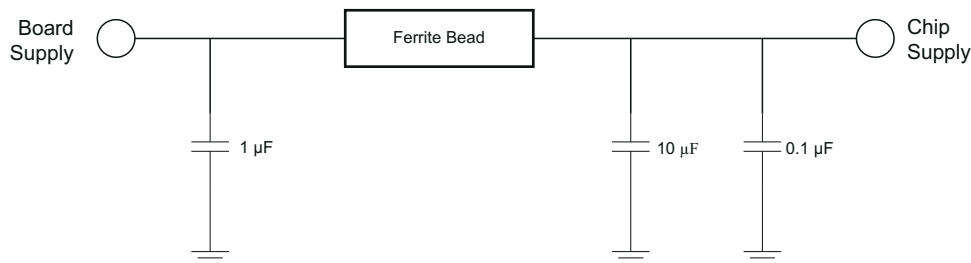 Board
Supply
Ferrite Bead
Chip
Supply
1 µF
10 µF
0.1 µF